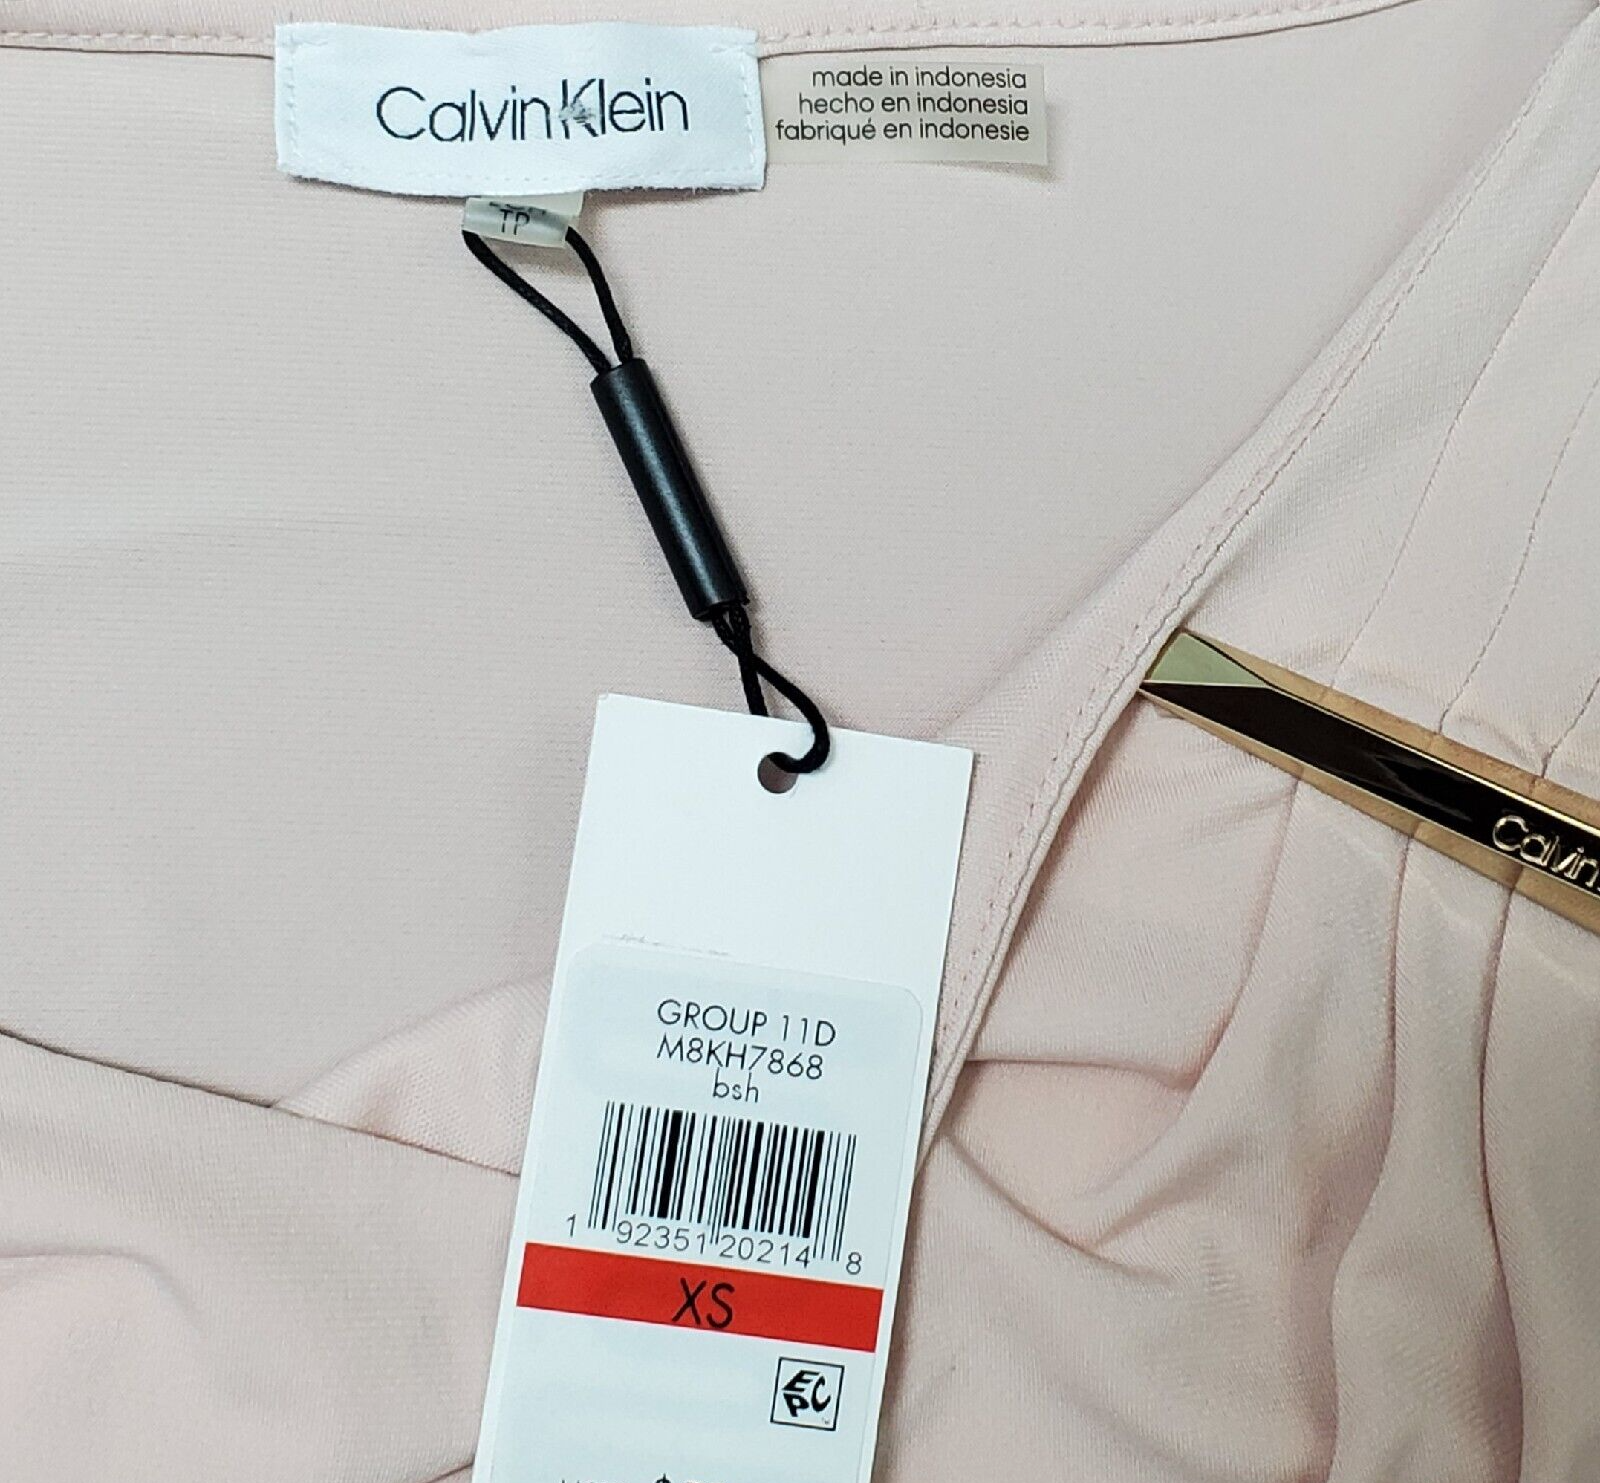 Calvin Klein
made in indonesia
hecho en indonesia
fabriqué en indonesie
TP
Calvin
GROUP 11D
M8KH7868
bsh
1 92351 20214 8
XS
EPC